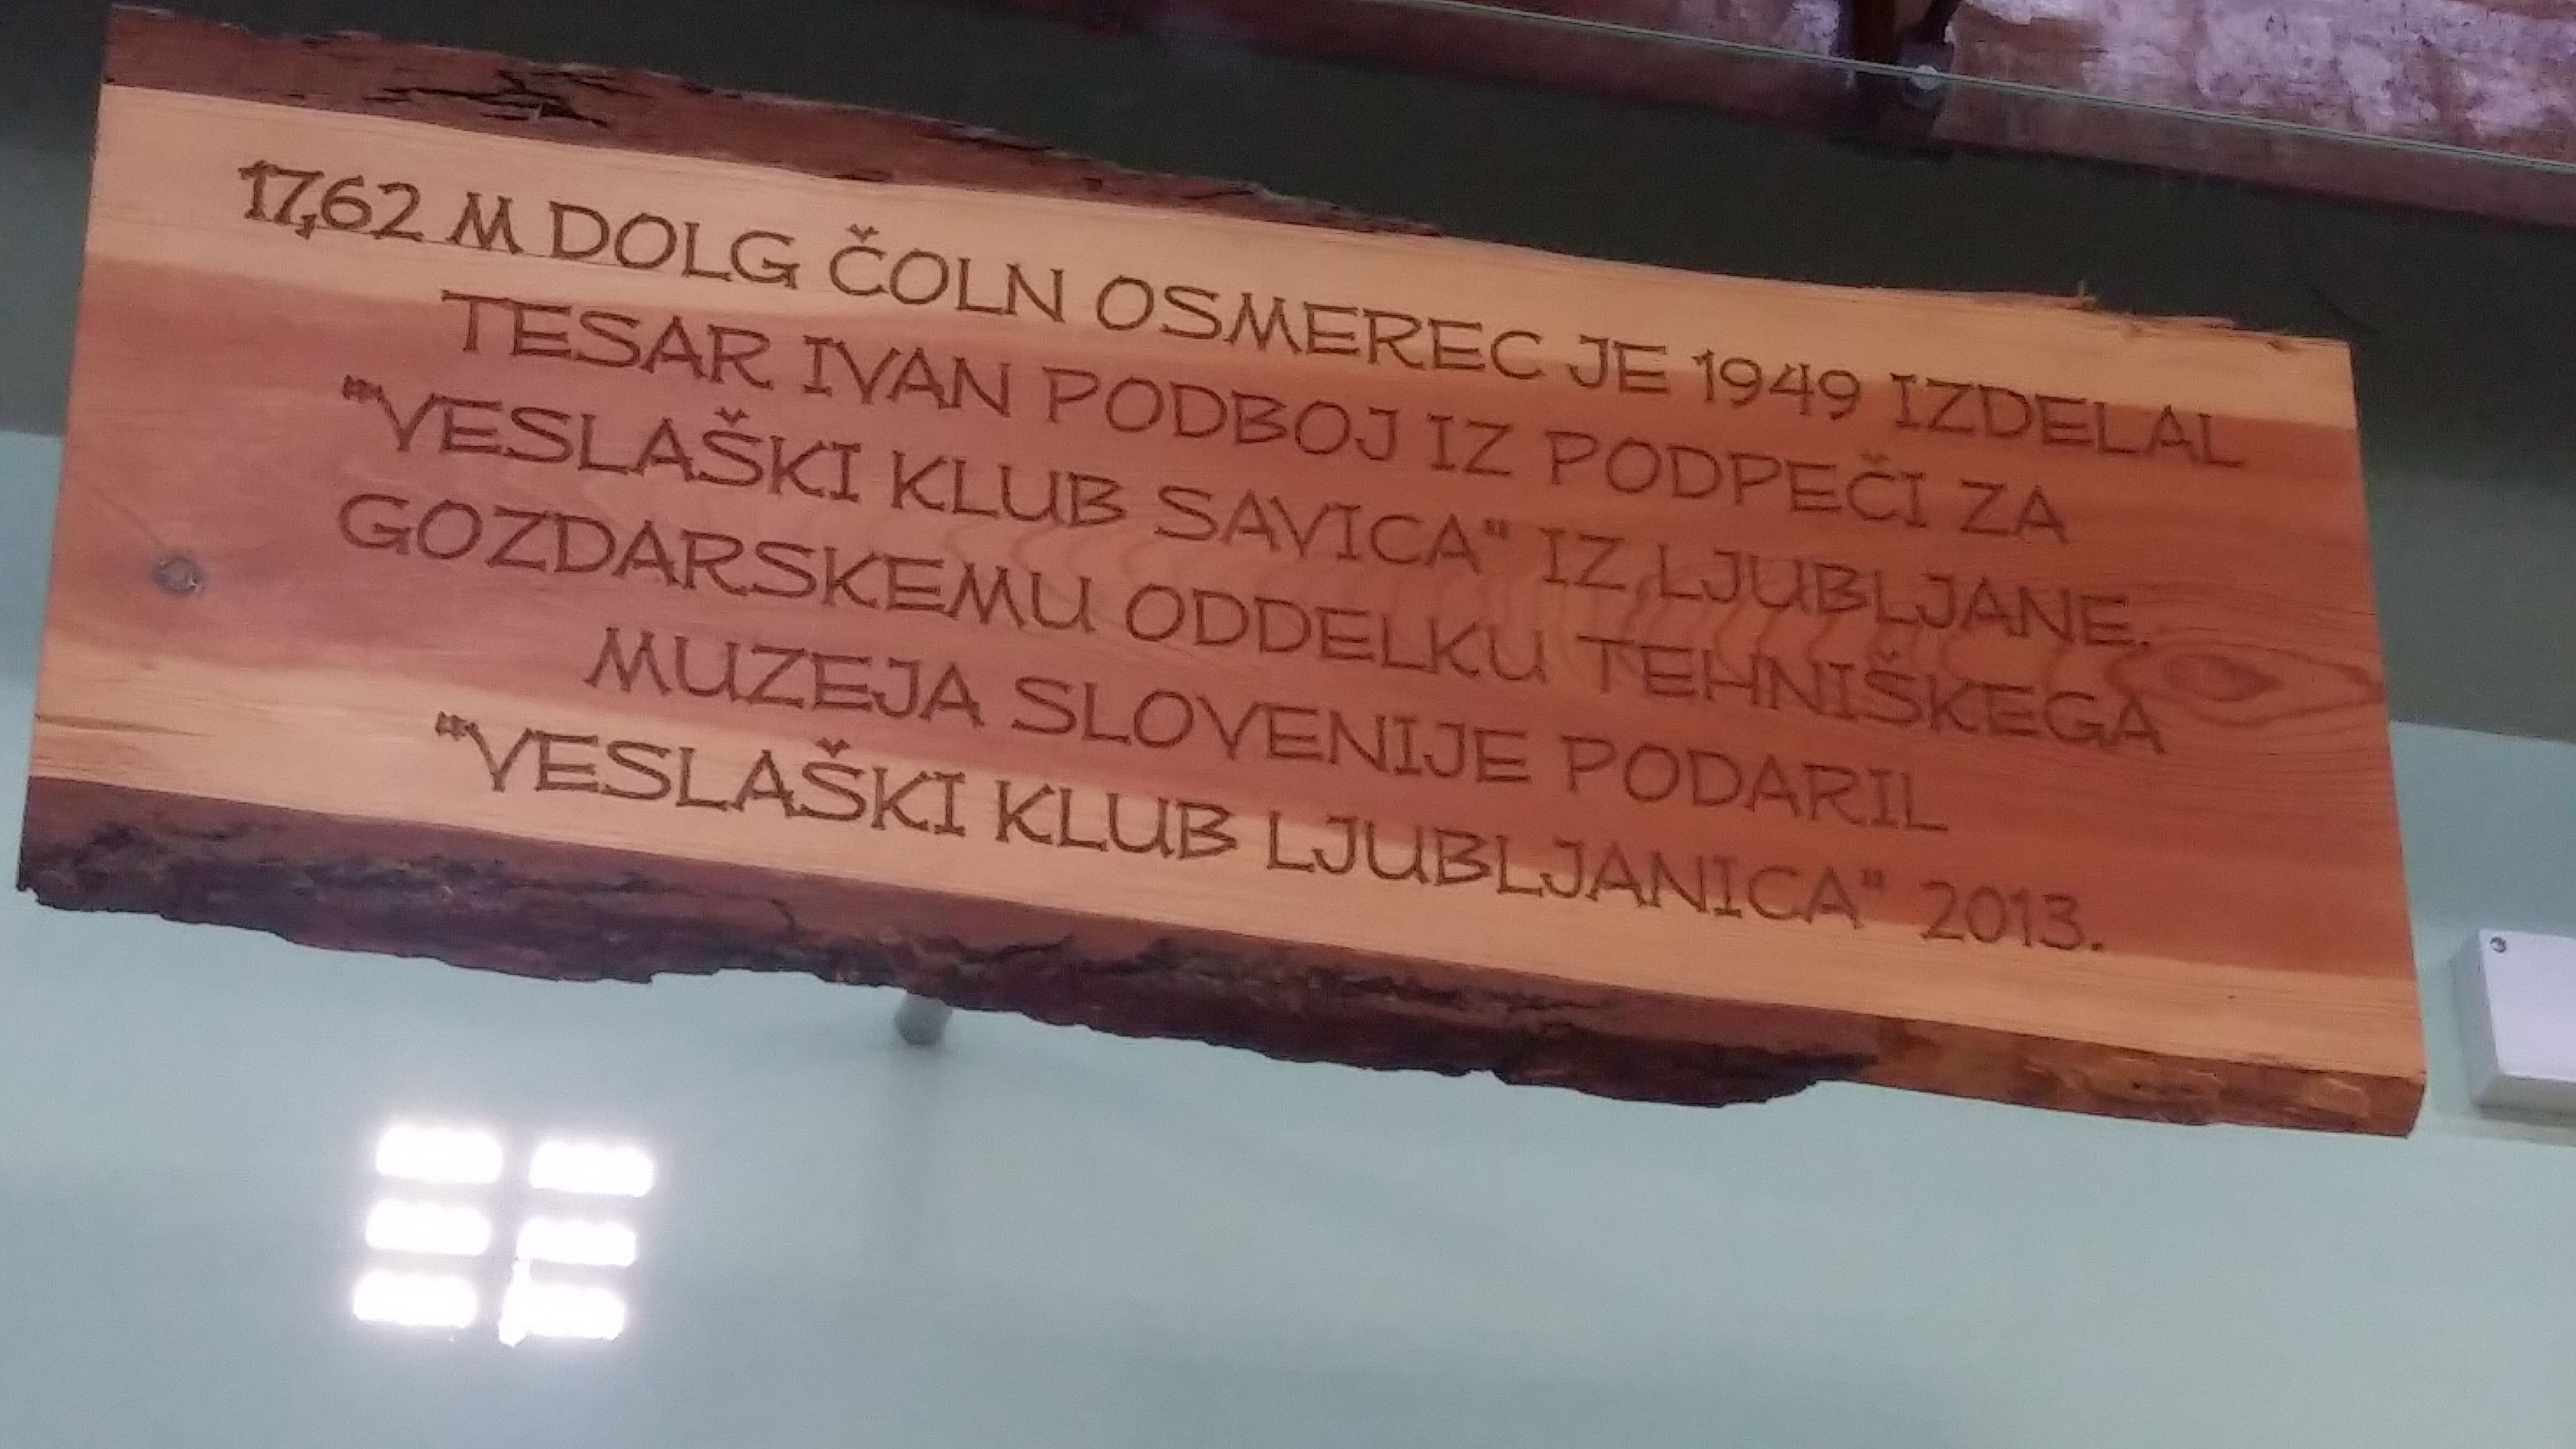 17,62 M DOLG ČOLN OSMEREC JE 1949 IZDELAL
TESAR IVAN PODBOJ IZ PODPEČI ZA
"VESLAŠKI KLUB SAVICA" IZ LJUBLJANE.
GOZDARSKEMU ODDELKU TEHNIŠKEGA
MUZEJA SLOVENIJE PODARIL
"VESLAŠKI KLUB LJUBLJANICA" 2013.